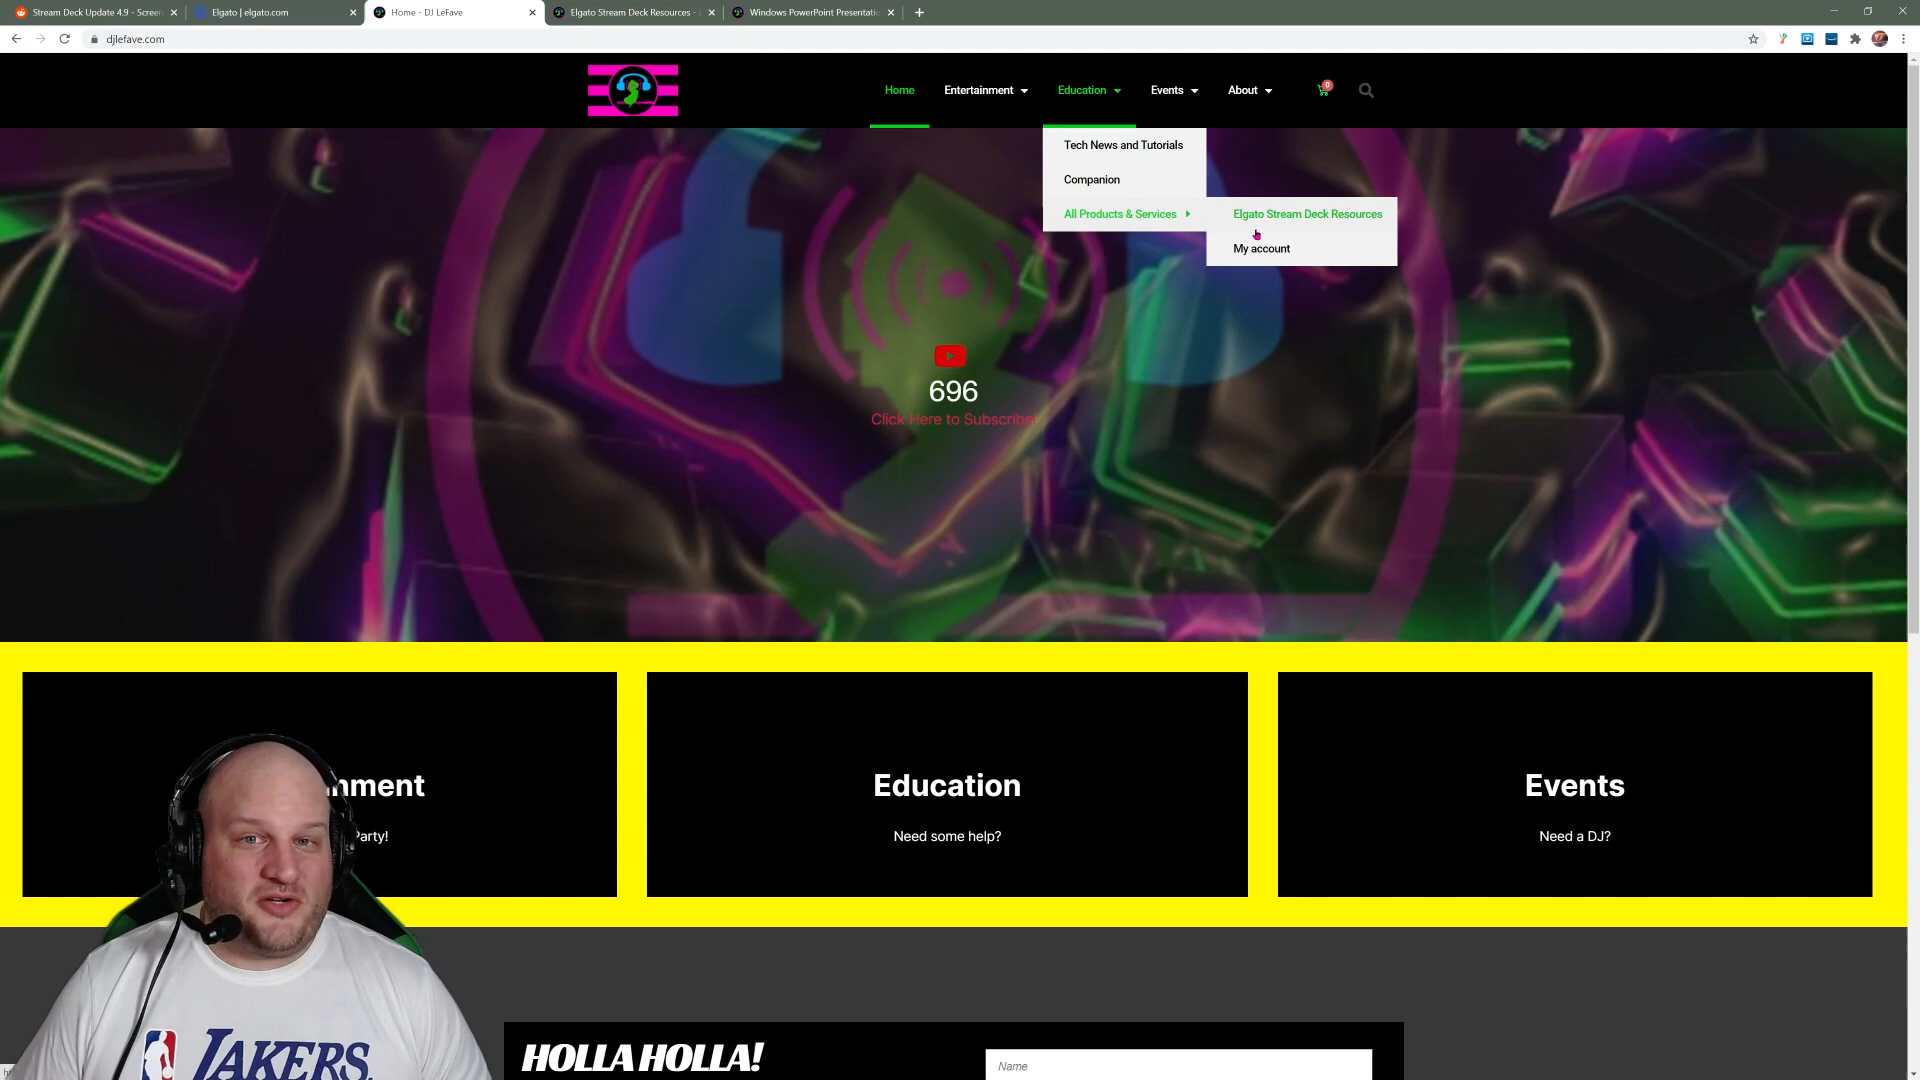 Stream Deck Update 4.9 - Screen
Elgato | elgato.com
Home - DJ LeFave
Elgato Stream Deck Resources -
Windows PowerPoint Presentatio
djlefave.com
Home
Entertainment
Education
Events
About
0
Tech News and Tutorials
Companion
All Products & Services
Elgato Stream Deck Resources
My account
696
Click Here to Subscribe!
nment
Party!
Education
Need some help?
Events
Need a DJ?
HOLLA HOLLA!
Name
LAKERS